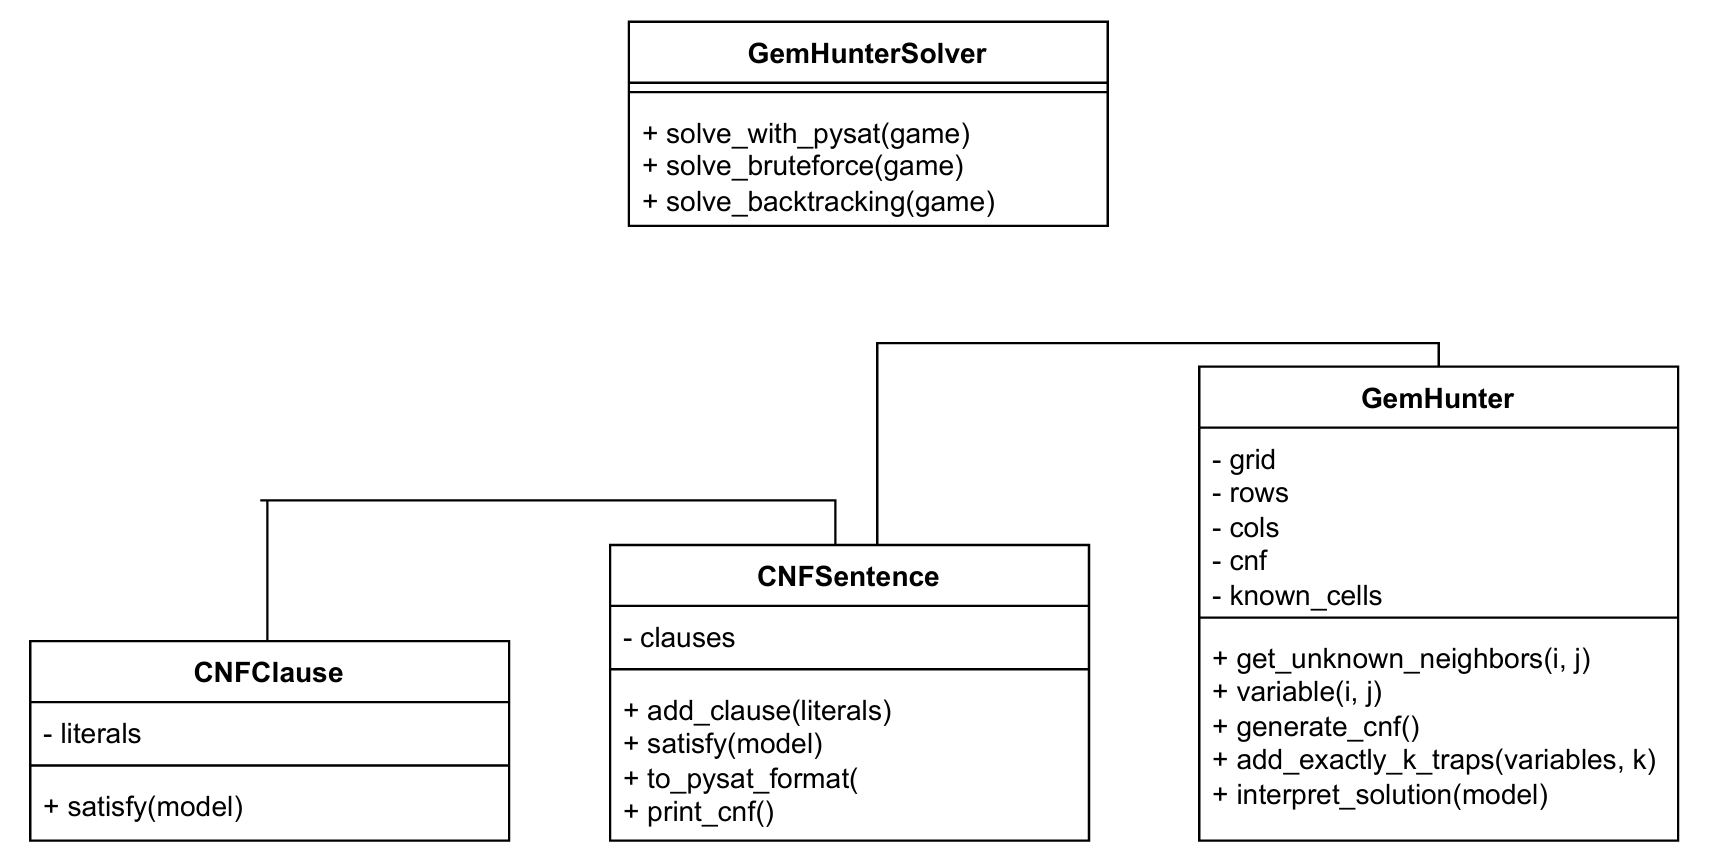 GemHunterSolver
+ solve_with_pysat(game)
+ solve_bruteforce(game)
+ solve_backtracking(game)
GemHunter
- grid
- rows
- cols
- cnf
- known_cells
+ get_unknown_neighbors(i, j)
+ variable(i, j)
+ generate_cnf()
+ add_exactly_k_traps(variables, k)
+ interpret_solution(model)
CNFSentence
- clauses
+ add_clause(literals)
+ satisfy(model)
+ to_pysat_format(
+ print_cnf()
CNFClause
- literals
+ satisfy(model)